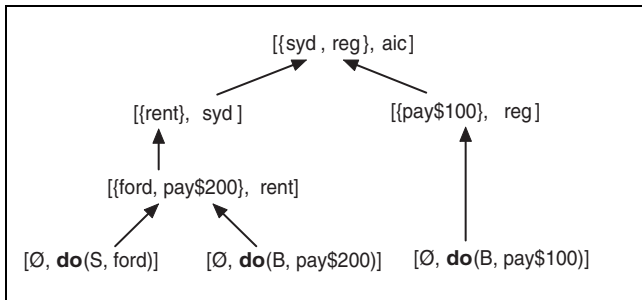 [{syd , reg}, aic]
[{rent}, syd ]
[{pay$100}, reg]
[{ford, pay$200}, rent]
[Ø, do(S, ford)]
[Ø, do(B, pay$200)]
[Ø, do(B, pay$100)]